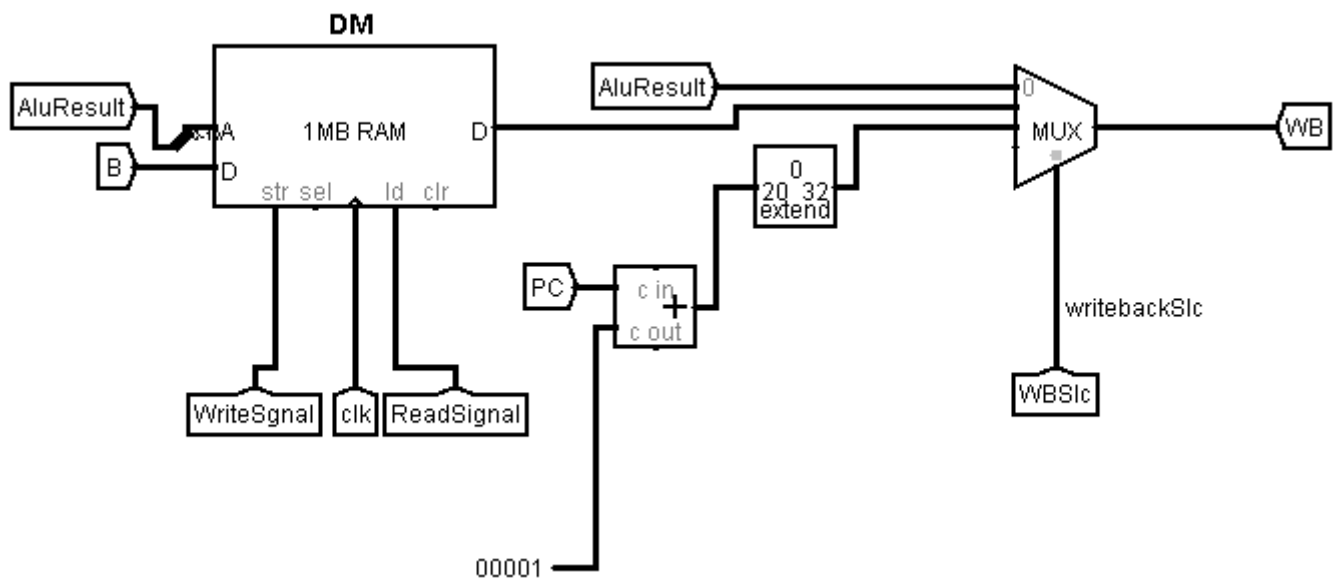 DM
AluResult
B
A
D
1MB RAM
D
str sel
ld clr
WriteSgnal
clk
ReadSignal
AluResult
0
MUX
WB
0
20 32
extend
PC
c in
+
c out
writebackSlc
WBSlc
00001